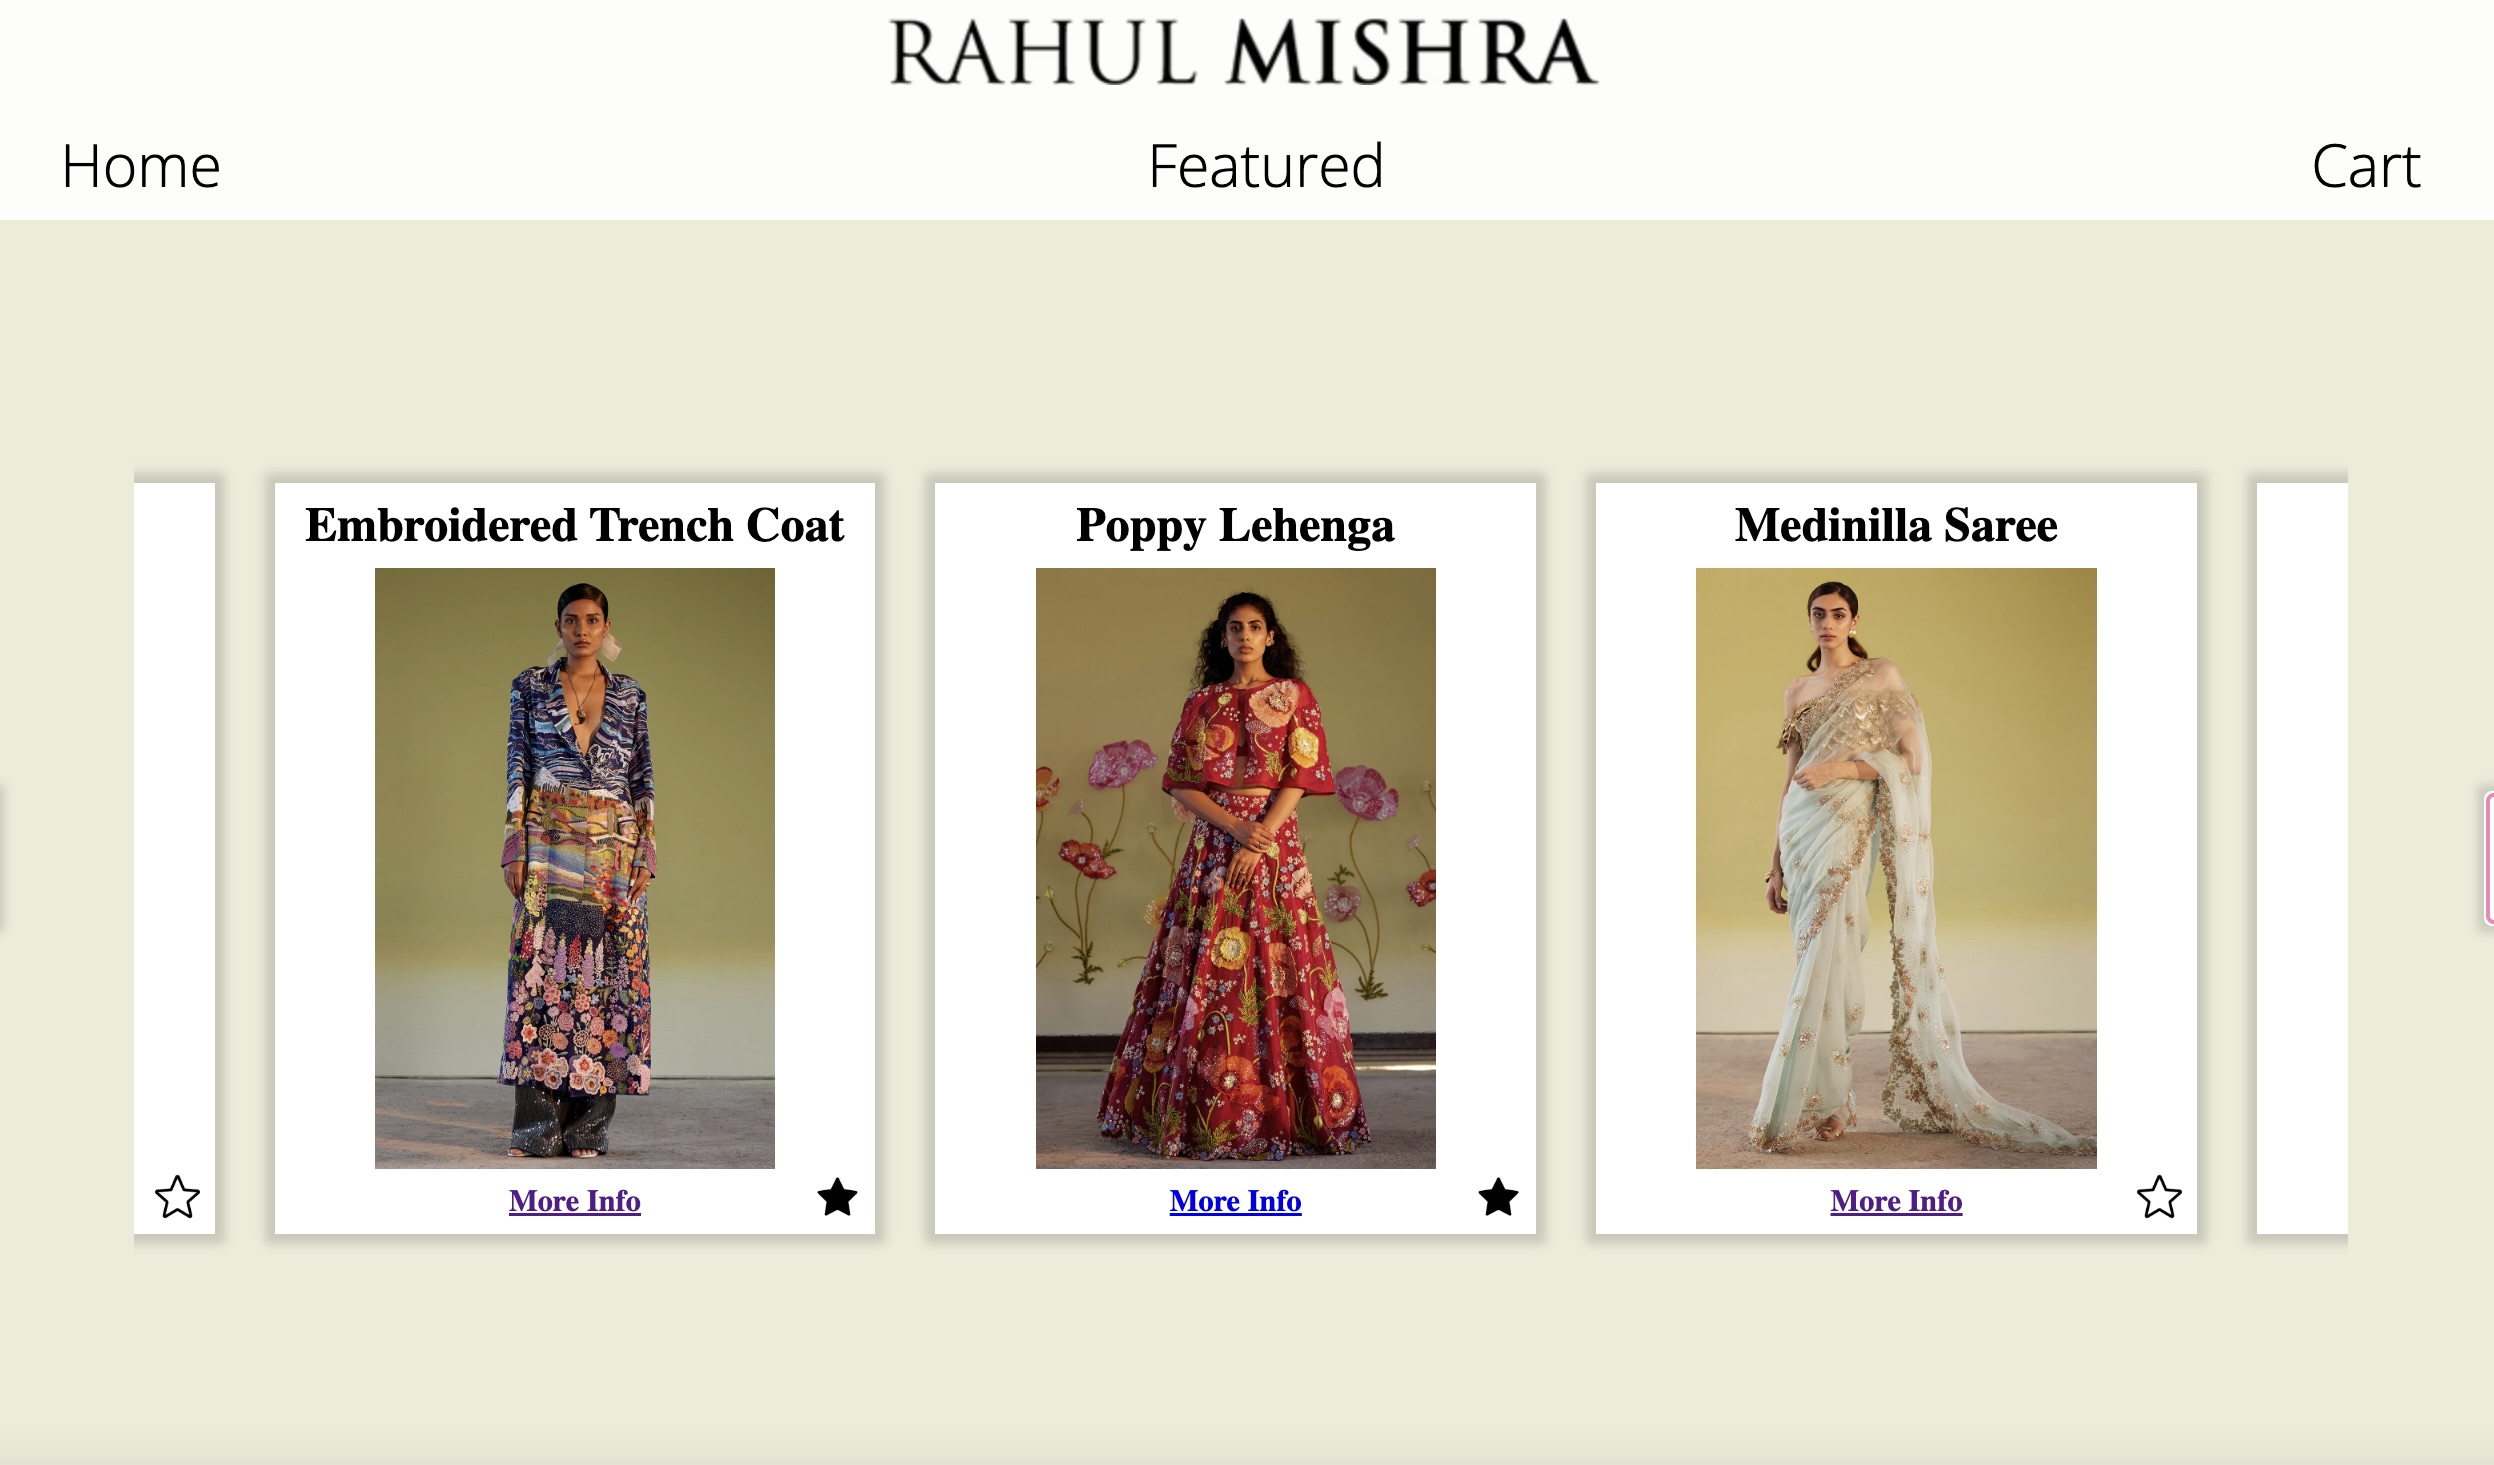 RAHUL MISHRA
Home
Featured
Cart
Embroidered Trench Coat
Poppy Lehenga
Medinilla Saree
More Info
More Info
More Info